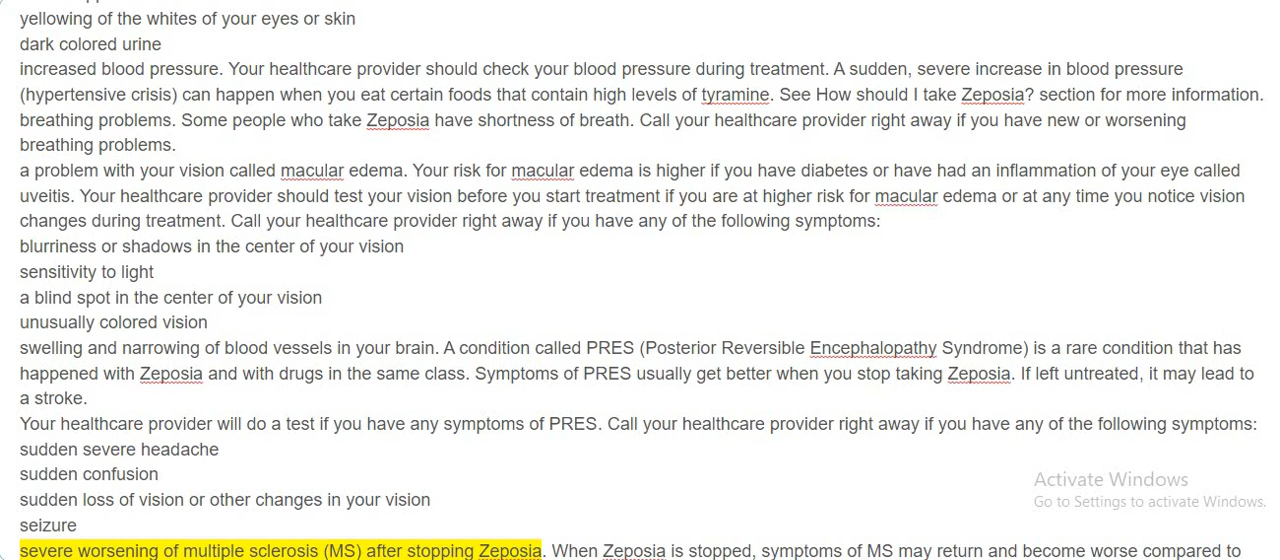 yellowing of the whites of your eyes or skin
dark colored urine
increased blood pressure. Your healthcare provider should check your blood pressure during treatment. A sudden, severe increase in blood pressure
(hypertensive crisis) can happen when you eat certain foods that contain high levels of tyramine. See How should I take Zeposia? section for more information.
breathing problems. Some people who take Zeposia have shortness of breath. Call your healthcare provider right away if you have new or worsening
breathing problems.
a problem with your vision called macular edema. Your risk for macular edema is higher if you have diabetes or have had an inflammation of your eye called
uveitis. Your healthcare provider should test your vision before you start treatment if you are at higher risk for macular edema or at any time you notice vision
changes during treatment. Call your healthcare provider right away if you have any of the following symptoms:
blurriness or shadows in the center of your vision
sensitivity to light
a blind spot in the center of your vision
unusually colored vision
swelling and narrowing of blood vessels in your brain. A condition called PRES (Posterior Reversible Encephalopathy Syndrome) is a rare condition that has
happened with Zeposia and with drugs in the same class. Symptoms of PRES usually get better when you stop taking Zeposia. If left untreated, it may lead to
a stroke.
Your healthcare provider will do a test if you have any symptoms of PRES. Call your healthcare provider right away if you have any of the following symptoms:
sudden severe headache
sudden confusion
sudden loss of vision or other changes in your vision
seizure
severe worsening of multiple sclerosis (MS) after stopping Zeposia. When Zeposia is stopped, symptoms of MS may return and become worse compared to
Activate Windows
Go to Settings to activate Windows.